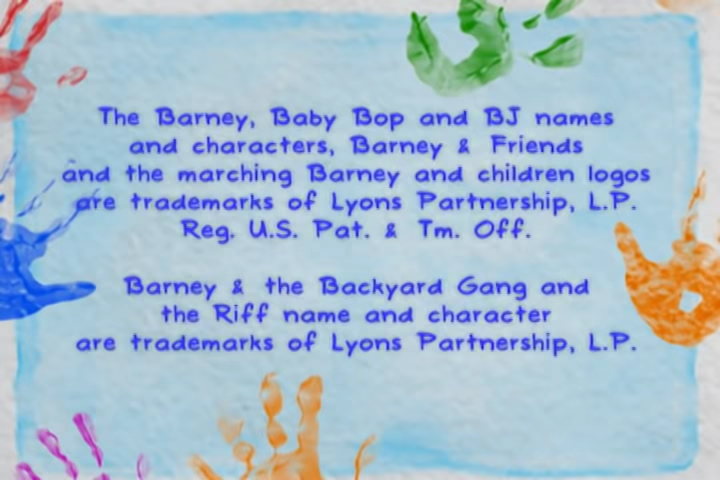 The Barney, Baby Bop and BJ names
and characters, Barney & Friends
and the marching Barney and children logos
are trademarks of Lyons Partnership, L.P.
Reg. U.S. Pat. & Tm. Off.
Barney & the Backyard Gang and
the Riff name and character
are trademarks of Lyons Partnership, L.P.